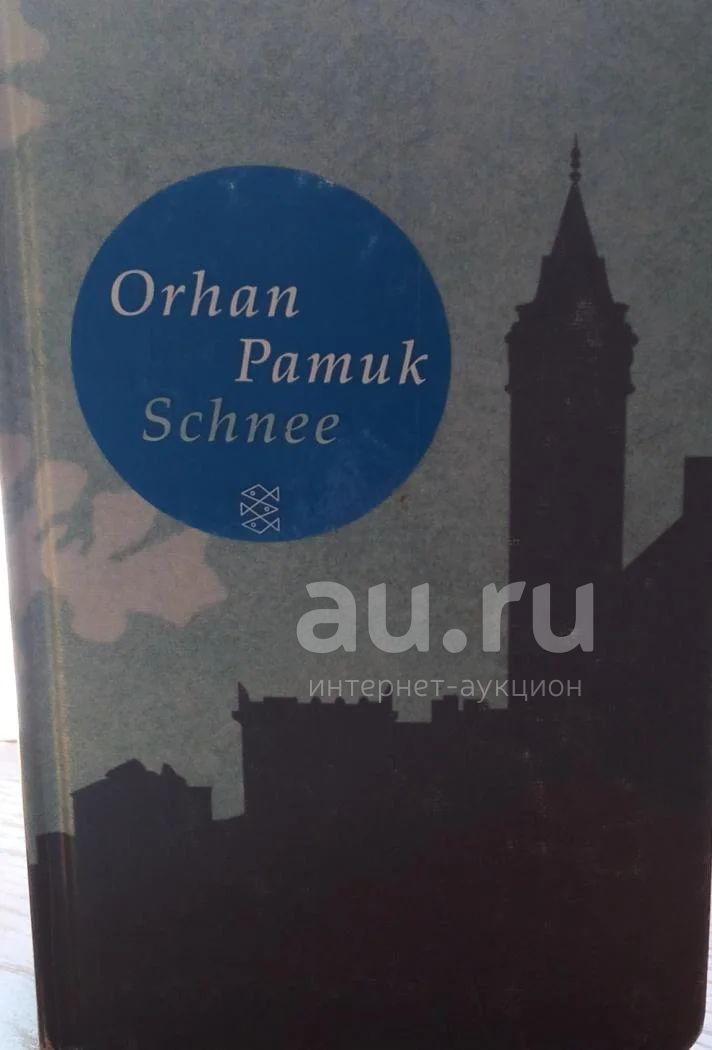 Orhan
Pamuk
Schnee
au.ru
интернет-аукцион